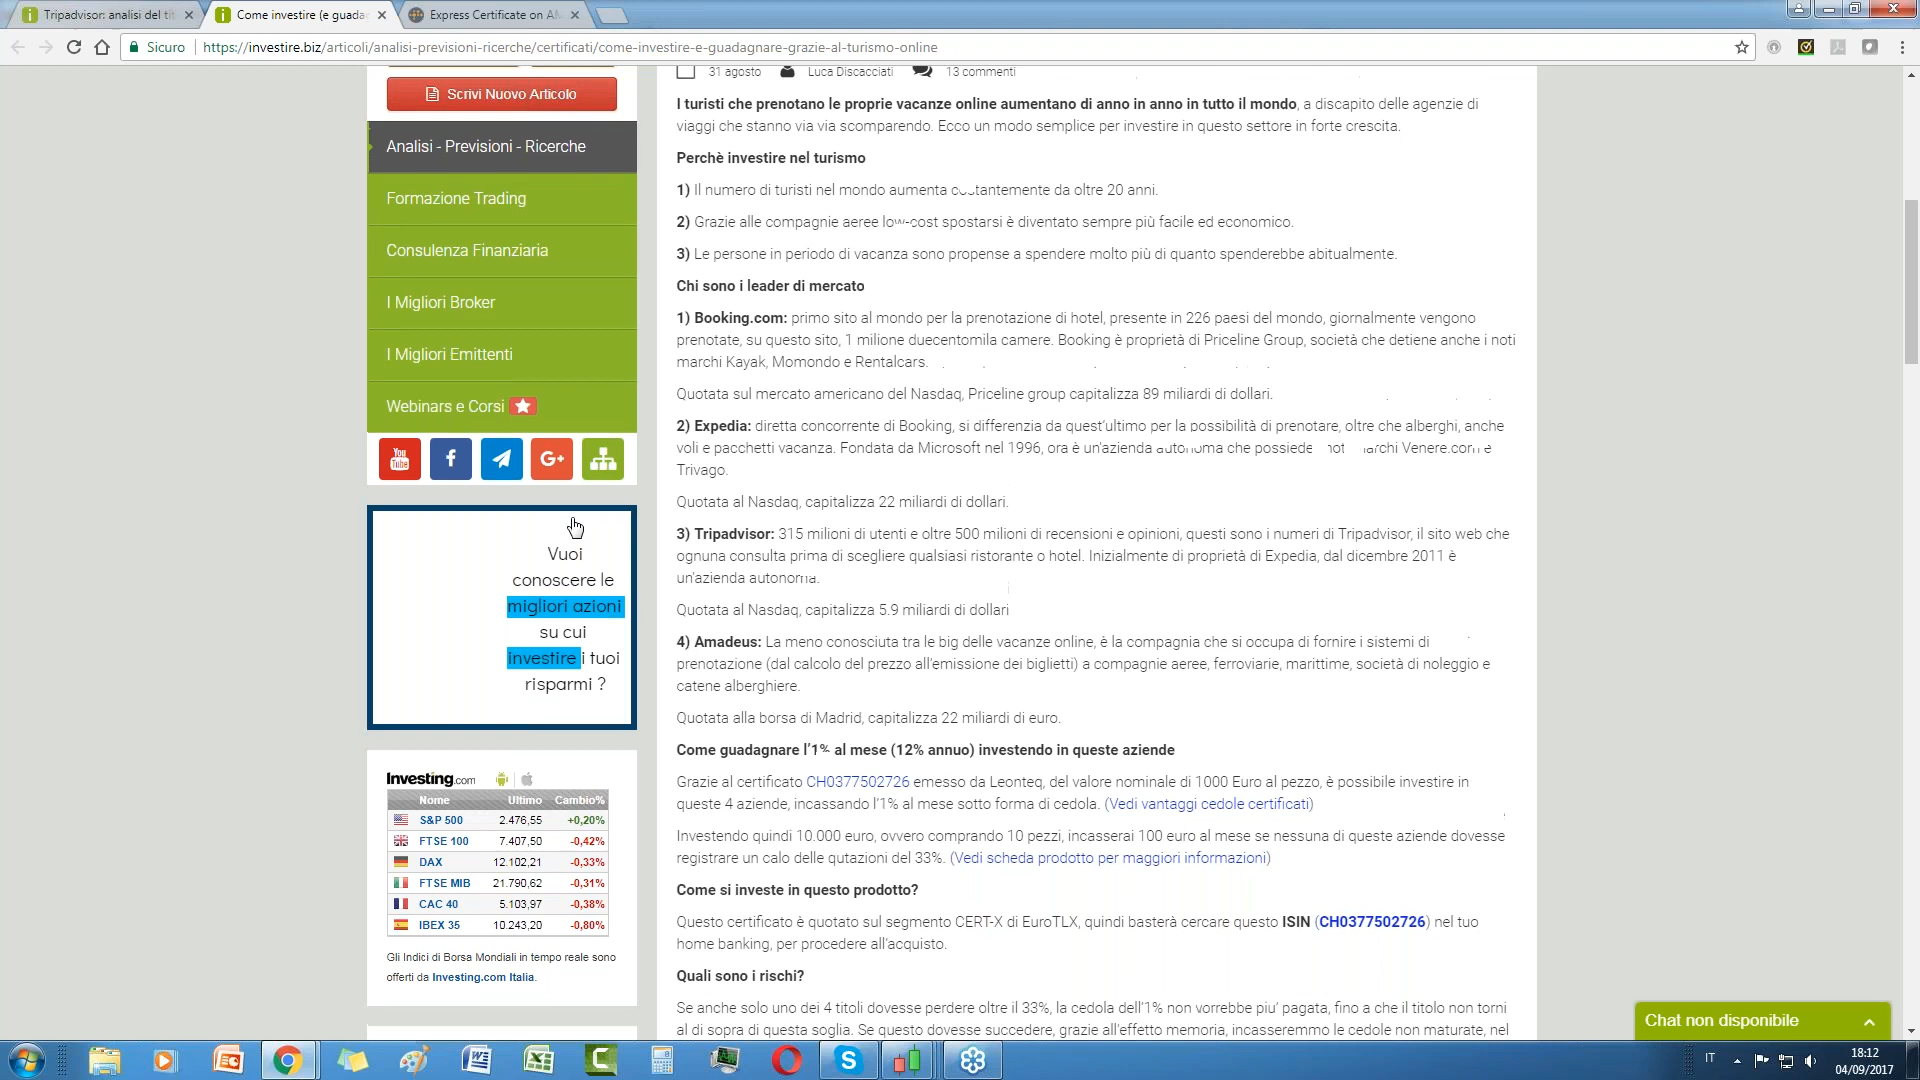 Tripadvisor: analisi del tit
Come investire (e guada
Express Certificate on AM
Sicuro
https://investire.biz/articoli/analisi-previsioni-ricerche/certificati/come-investire-e-guadagnare-grazie-al-turismo-online
Scrivi Nuovo Articolo
Analisi - Previsioni - Ricerche
Formazione Trading
Consulenza Finanziaria
I Migliori Broker
I Migliori Emittenti
Webinars e Corsi
You
Tube
f
G+
Vuoi
conoscere le
migliori azioni
su cui
investire i tuoi
risparmi ?
Investing.com
Nome Ultimo Cambio%
S&P 500 2.476,55 +0,20%
FTSE 100 7.407,50 -0,42%
DAX 12.102,21 -0,33%
FTSE MIB 21.790,62 -0,31%
CAC 40 5.103,97 -0,38%
IBEX 35 10.243,20 -0,80%
Gli Indici di Borsa Mondiali in tempo reale sono
offerti da Investing.com Italia.
31 agosto Luca Discacciati 13 commenti
I turisti che prenotano le proprie vacanze online aumentano di anno in anno in tutto il mondo, a discapito delle agenzie di
viaggi che stanno via via scomparendo. Ecco un modo semplice per investire in questo settore in forte crescita.
Perchè investire nel turismo
1) Il numero di turisti nel mondo aumenta costantemente da oltre 20 anni.
2) Grazie alle compagnie aeree low-cost spostarsi è diventato sempre più facile ed economico.
3) Le persone in periodo di vacanza sono propense a spendere molto più di quanto spenderebbe abitualmente.
Chi sono i leader di mercato
1) Booking.com: primo sito al mondo per la prenotazione di hotel, presente in 226 paesi del mondo, giornalmente vengono
prenotate, su questo sito, 1 milione duecentomila camere. Booking è proprietà di Priceline Group, società che detiene anche i noti
marchi Kayak, Momondo e Rentalcars.
Quotata sul mercato americano del Nasdaq, Priceline group capitalizza 89 miliardi di dollari.
2) Expedia: diretta concorrente di Booking, si differenzia da quest'ultimo per la possibilità di prenotare, oltre che alberghi, anche
voli e pacchetti vacanza. Fondata da Microsoft nel 1996, ora è un'azienda autonoma che possiede Venere.com e
Trivago.
Quotata al Nasdaq, capitalizza 22 miliardi di dollari.
3) Tripadvisor: 315 milioni di utenti e oltre 500 milioni di recensioni e opinioni, questi sono i numeri di Tripadvisor, il sito web che
ognuna consulta prima di scegliere qualsiasi ristorante o hotel. Inizialmente di proprietà di Expedia, dal dicembre 2011 è
un'azienda autonoma.
Quotata al Nasdaq, capitalizza 5.9 miliardi di dollari
4) Amadeus: La meno conosciuta tra le big delle vacanze online, è la compagnia che si occupa di fornire i sistemi di
prenotazione (dal calcolo del prezzo all'emissione dei biglietti) a compagnie aeree, ferroviarie, marittime, società di noleggio e
catene alberghiere.
Quotata alla borsa di Madrid, capitalizza 22 miliardi di euro.
Come guadagnare l'1% al mese (12% annuo) investendo in queste aziende
Grazie al certificato CH0377502726 emesso da Leonteq, del valore nominale di 1000 Euro al pezzo, è possibile investire in
queste 4 aziende, incassando l'1% al mese sotto forma di cedola. (Vedi vantaggi cedole certificati)
Investendo quindi 10.000 euro, ovvero comprando 10 pezzi, incasserai 100 euro al mese se nessuna di queste aziende dovesse
registrare un calo delle qutazioni del 33%. (Vedi scheda prodotto per maggiori informazioni)
Come si investe in questo prodotto?
Questo certificato è quotato sul segmento CERT-X di EuroTLX, quindi basterà cercare questo ISIN (CH0377502726) nel tuo
home banking, per procedere all'acquisto.
Quali sono i rischi?
Se anche solo uno dei 4 titoli dovesse perdere oltre il 33%, la cedola dell'1% non vorrebbe piu' pagata, fino a che il titolo non torni
al di sopra di questa soglia. Se questo dovesse succedere, grazie all'effetto memoria, incasseremmo le cedole non maturate, nel
Chat non disponibile
IT
18:12
04/09/2017